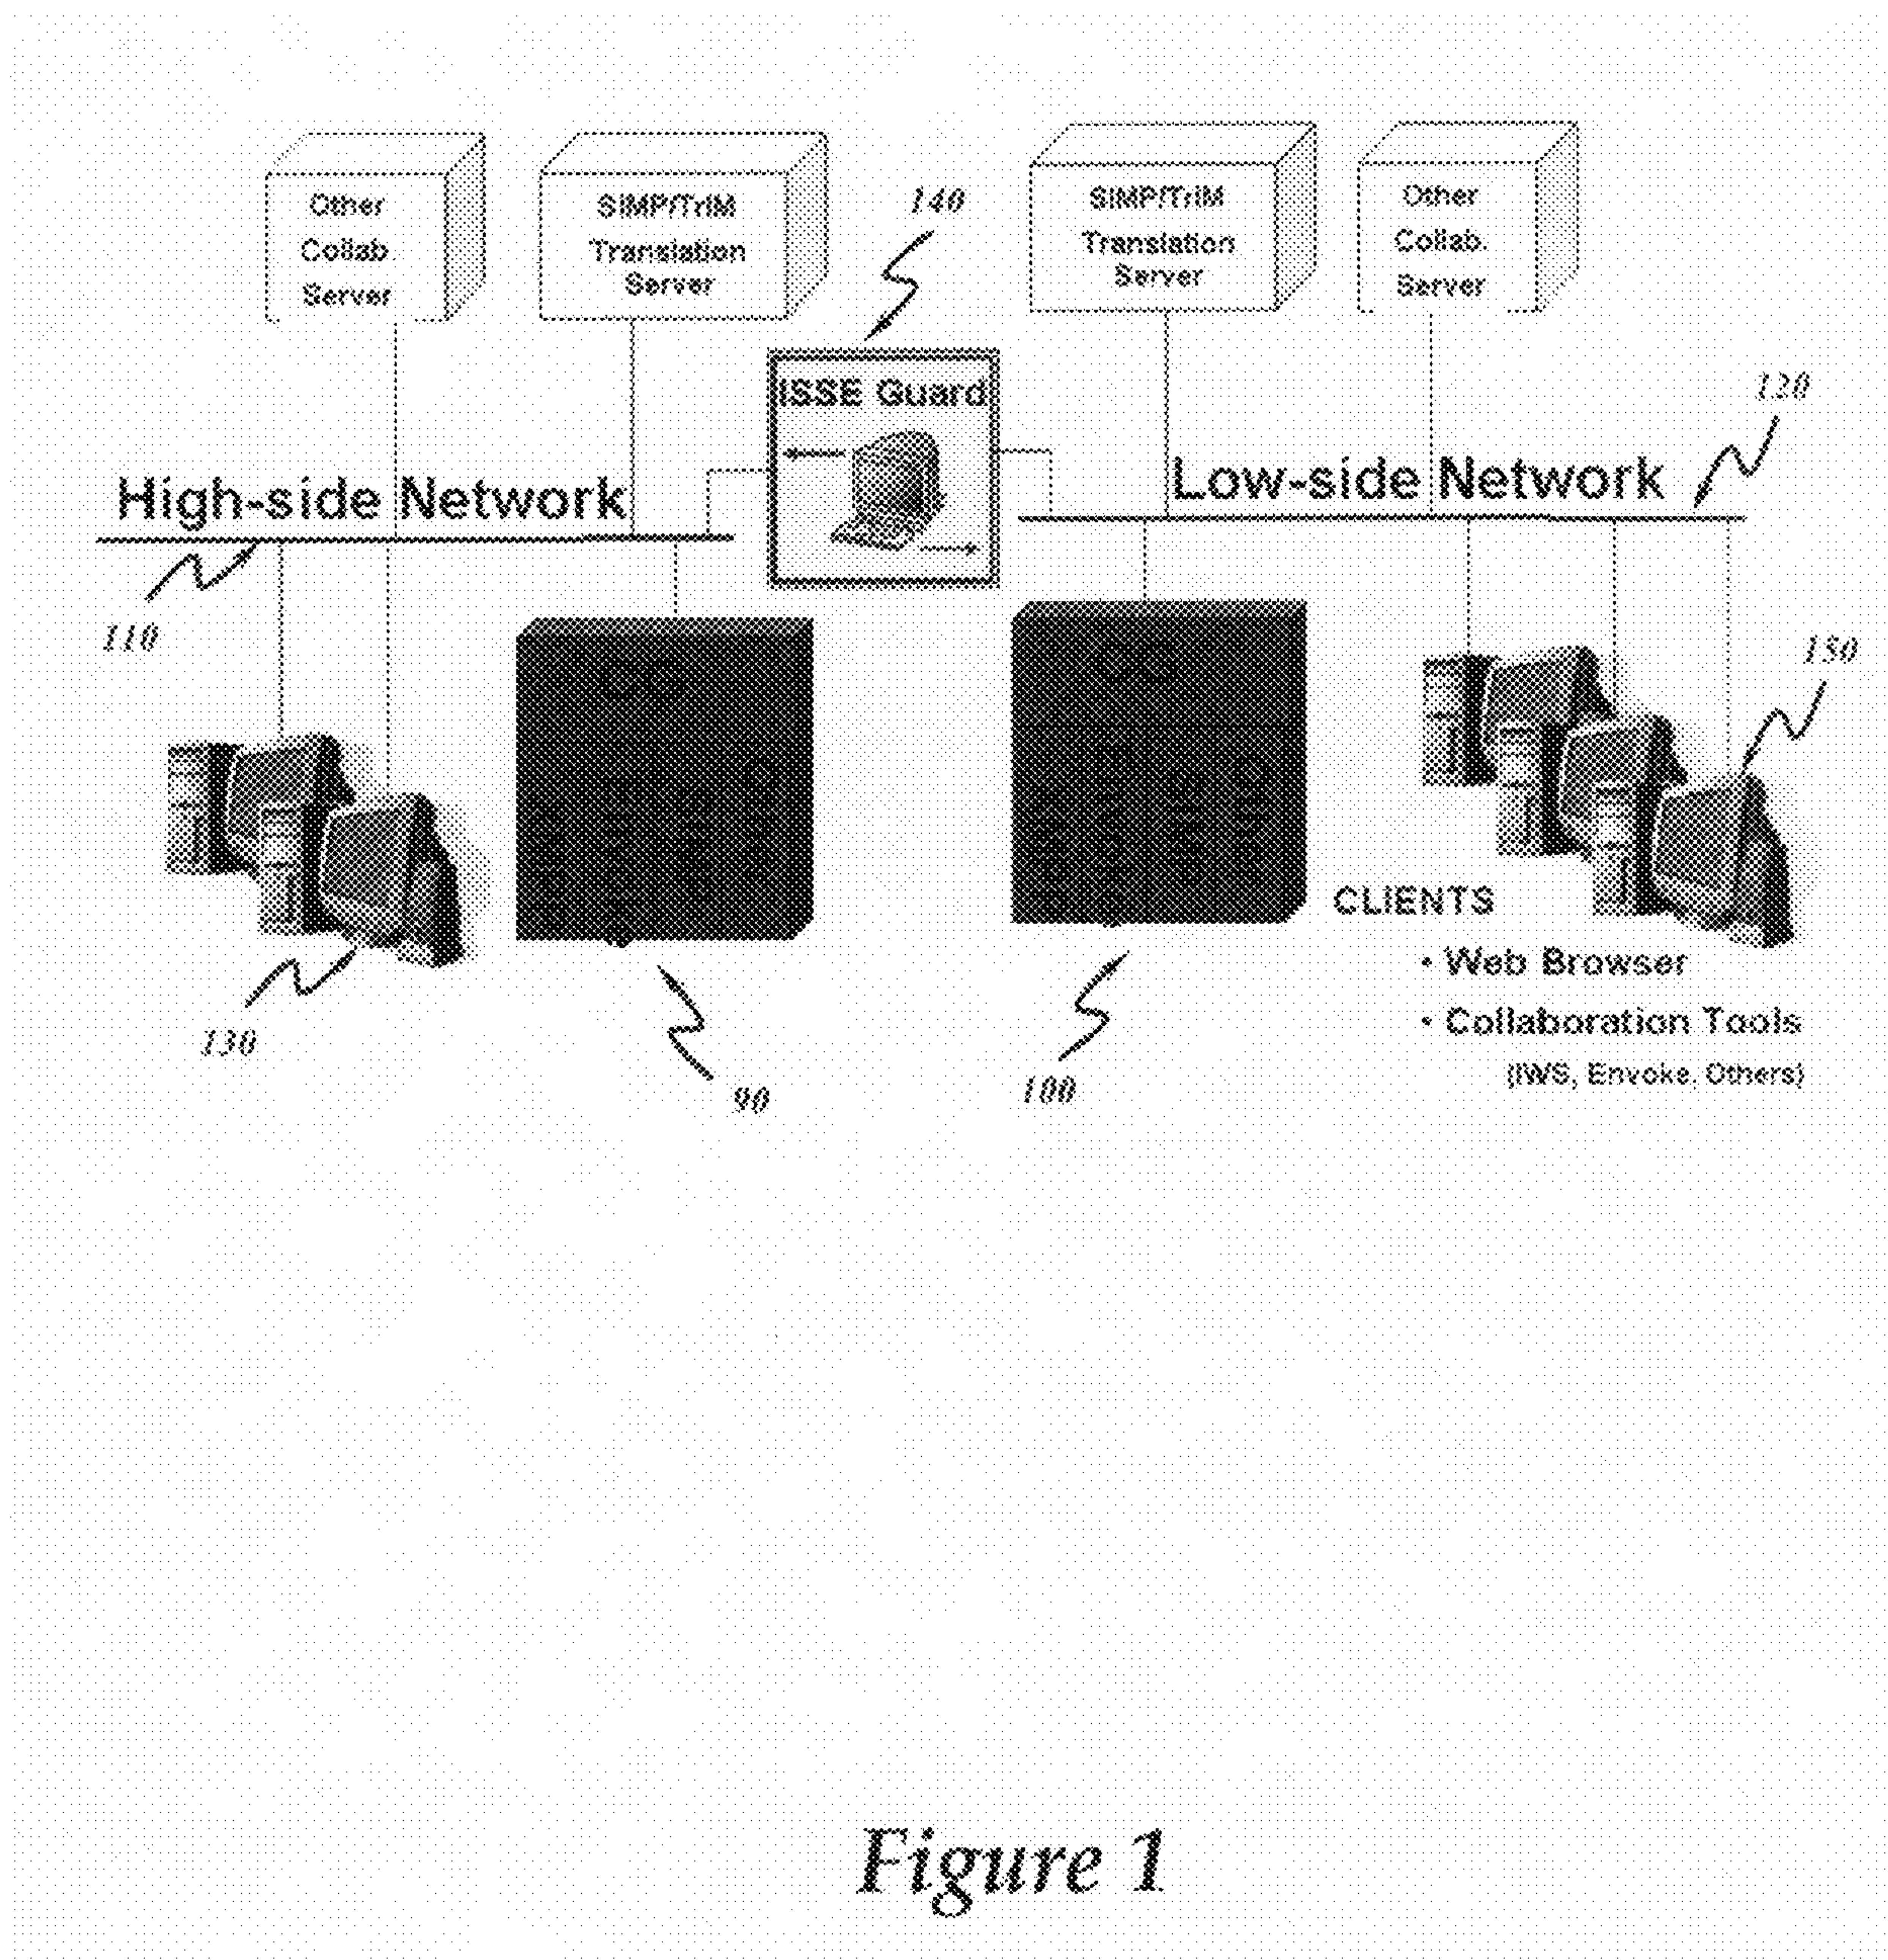 Other
Collab.
Server
SIMP/TrIM
Translation
Server
140
SIMP/TrIM
Translation
Server
Other
Collab.
Server
ISSE Guard
120
High-side Network
Low-side Network
110
150
CLIENTS
• Web Browser
• Collaboration Tools
(IWS, Envoke, Others)
130
90
100
Figure 1